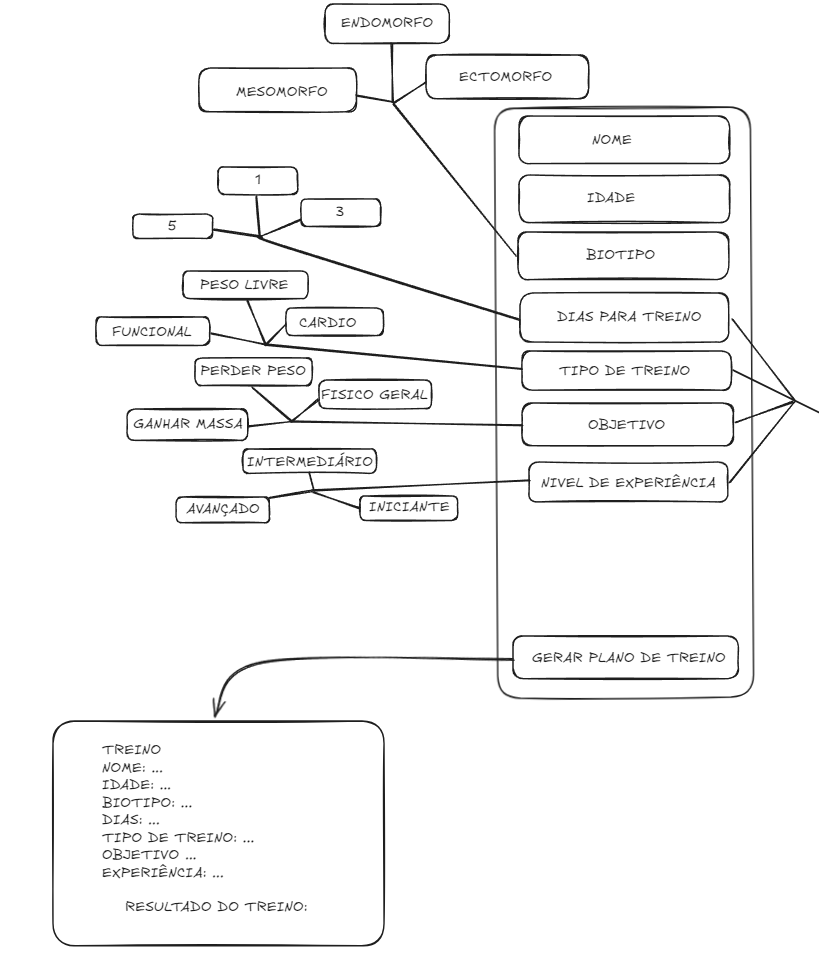 ENDOMORFO
ECTOMORFO
MESOMORFO
NOME
IDADE
BIOTIPO
1
3
5
DIAS PARA TREINO
PESO LIVRE
CARDIO
FUNCIONAL
TIPO DE TREINO
PERDER PESO
FISICO GERAL
GANHAR MASSA
OBJETIVO
INTERMEDIÁRIO
AVANÇADO
INICIANTE
NIVEL DE EXPERIÊNCIA
GERAR PLANO DE TREINO
TREINO
NOME: ...
IDADE: ...
BIOTIPO: ...
DIAS: ...
TIPO DE TREINO: ...
OBJETIVO ...
EXPERIÊNCIA: ...
RESULTADO DO TREINO: